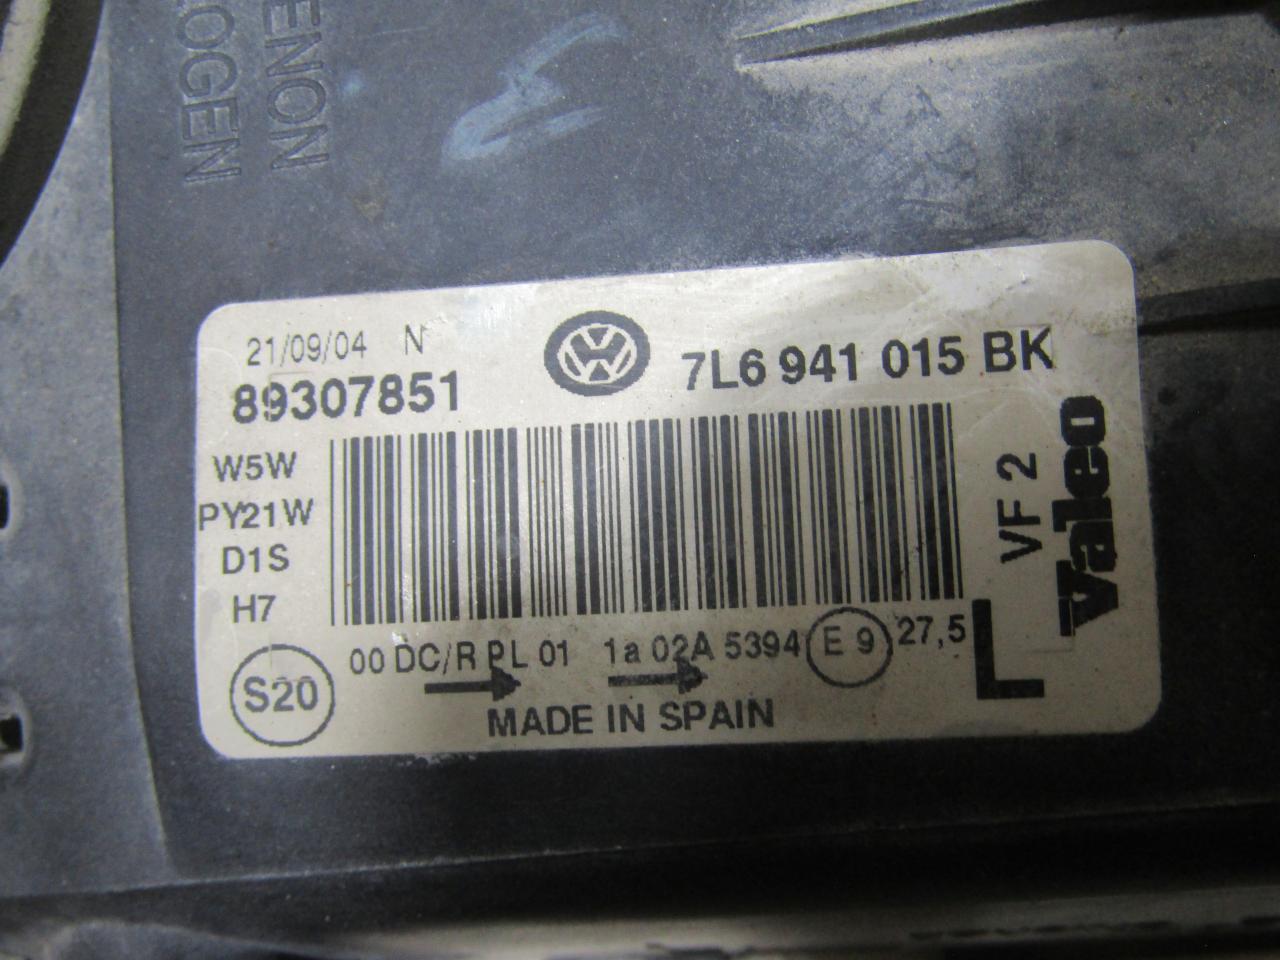 ENON
LOGEN
21/09/04 N
89307851
7L6 941 015 BK
W5W
PY21W
D1S
H7
VF 2
Valeo
00 DC/R PL 01 1a 02A 5394 E 9 27,5
L
S20
MADE IN SPAIN